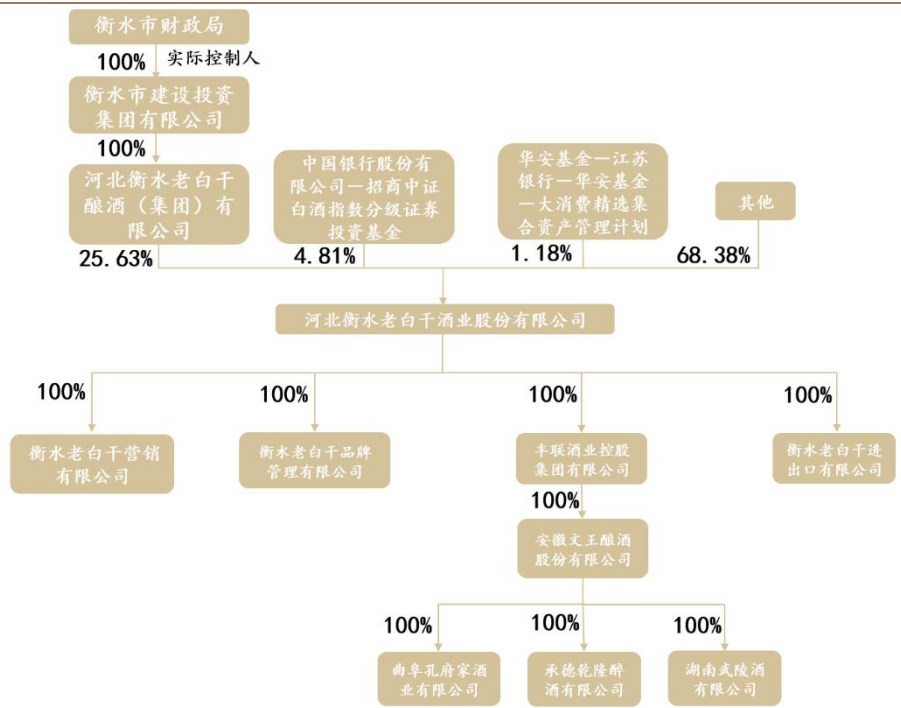 衡水市财政局
100%
实际控制人
衡水市建设投资
集团有限公司
100%
河北衡水老白干
酿酒（集团）有
限公司
中国银行股份有
限公司—招商中证
白酒指数分级证券
投资基金
华安基金—江苏
银行—华安基金
—大消费精选集
合资产管理计划
其他
25.63%
4.81%
1.18%
68.38%
河北衡水老白干酒业股份有限公司
100%
100%
100%
100%
衡水老白干营销
有限公司
衡水老白干品牌
管理有限公司
丰联酒业控股
集团有限公司
衡水老白干进
出口有限公司
100%
安徽文王酿酒
股份有限公司
100%
100%
100%
曲阜孔府家酒
业有限公司
承德乾隆醉
酒有限公司
湖南武陵酒
有限公司